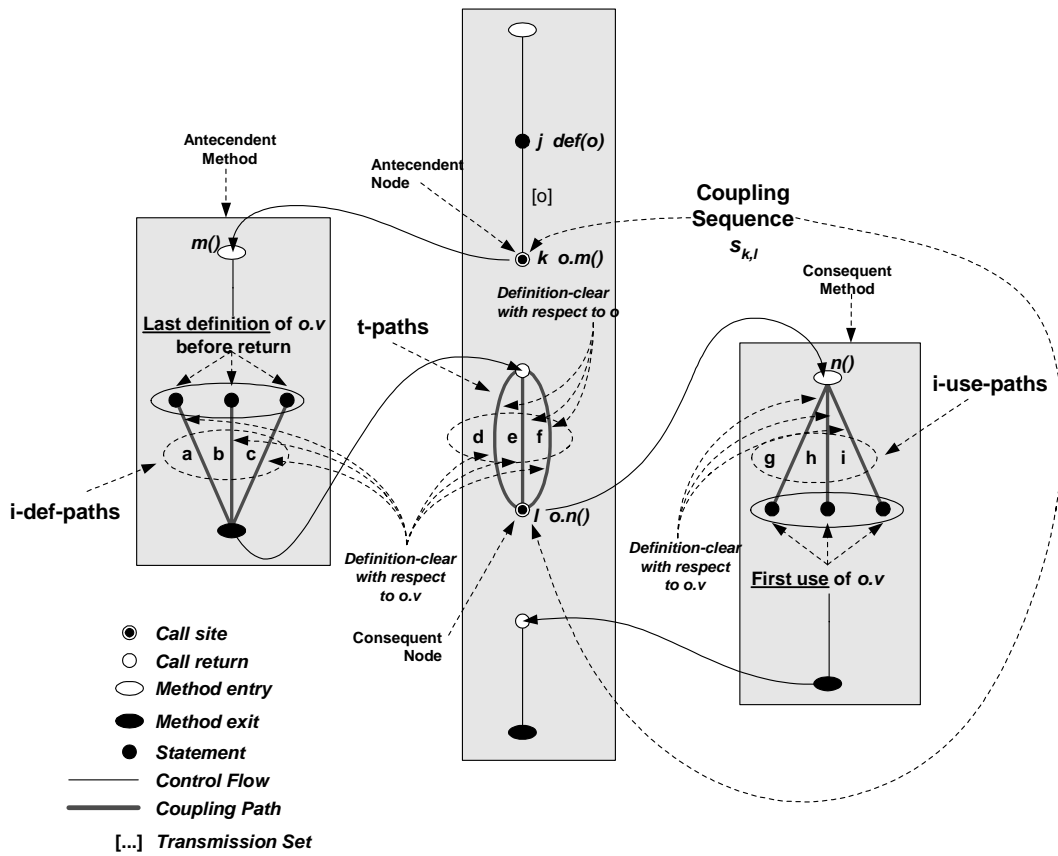 j def(o)
Antecendent
Method
Antecendent
Node
[o]
Coupling
Sequence
s k,l
m()
k o.m()
Consequent
Method
Definition-clear
with respect to o
Last definition of o.v
before return
t-paths
n()
i-use-paths
a b c
d e f
g h i
i-def-paths
l o.n()
Definition-clear
with respect
to o.v
Definition-clear
with respect
to o.v
First use of o.v
Consequent
Node
Call site
Call return
Method entry
Method exit
Statement
Control Flow
Coupling Path
[...] Transmission Set